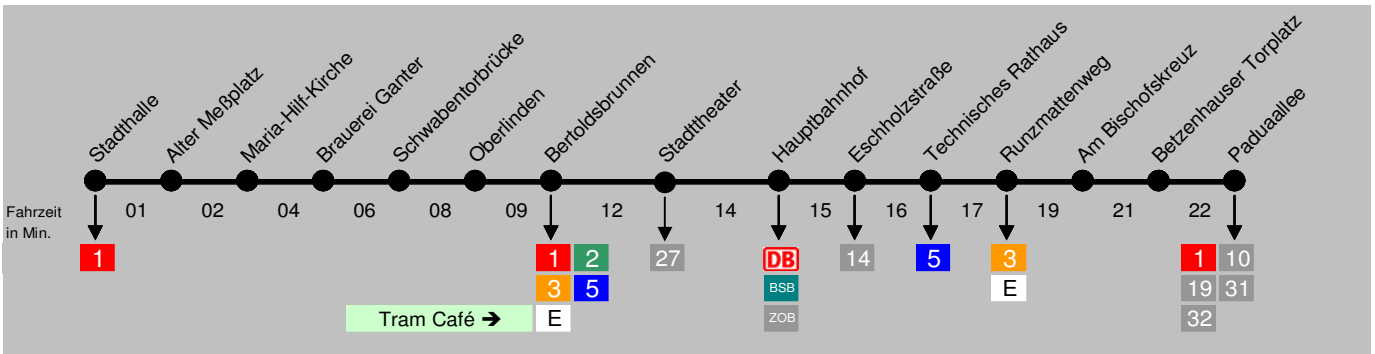 Stadthalle
Alter Meßplatz
Maria-Hilf-Kirche
Brauerei Ganter
Schwabentorbrücke
Oberlinden
Bertoldsbrunnen
Stadttheater
Hauptbahnhof
Eschholzstraße
Technisches Rathaus
Runzmattenweg
Am Bischofskreuz
Betzenhauser Torplatz
Paduaallee
Fahrzeit 01 02 04 06 08 09 12 14 15 16 17 19 21 22
in Min.
1 1 2 27 DB 14 5 3 1 10
3 5 BSB E 19 31
Tram Café ➔ E ZOB 32